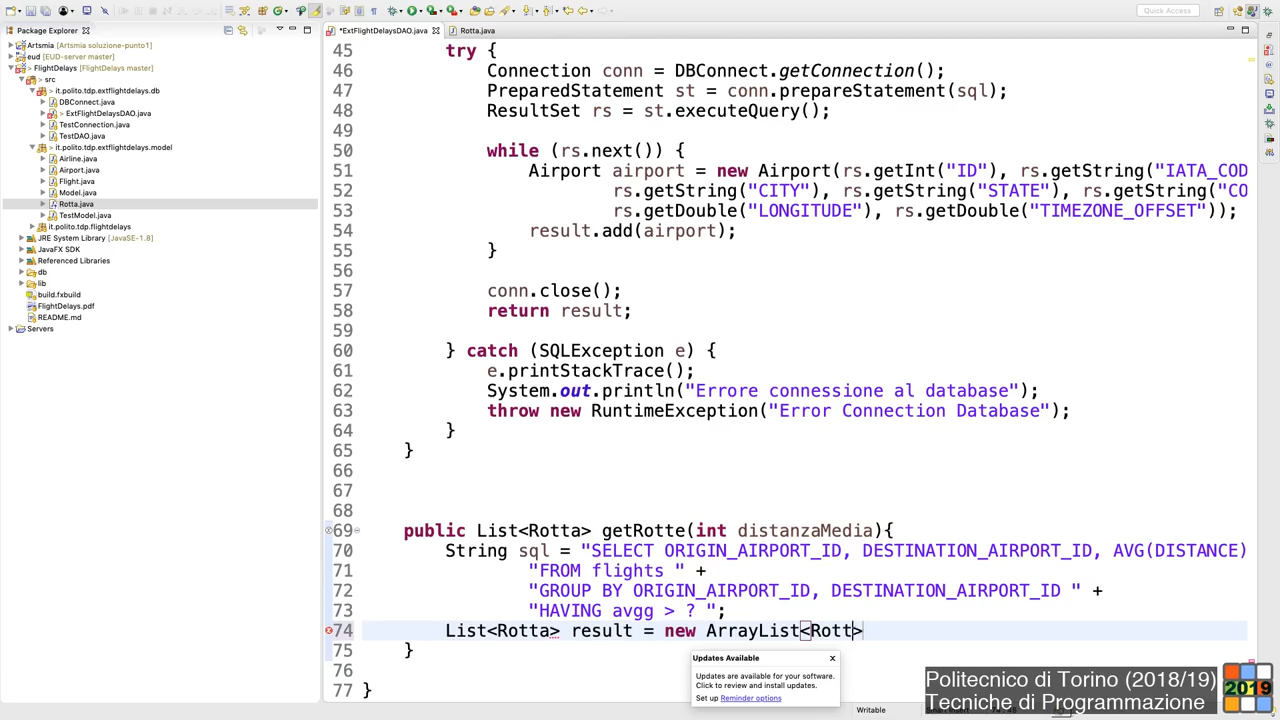 Quick Access
Package Explorer
*ExtFlightDelaysDAO.java
Rotta.java
Artsmia [Artsmia soluzione-punto1]
eud [EUD-server master]
> FlightDelays [FlightDelays master]
> src
> it.polito.tdp.extflightdelays.db
DBConnect.java
> ExtFlightDelaysDAO.java
TestConnection.java
TestDAO.java
> it.polito.tdp.extflightdelays.model
Airline.java
Airport.java
Flight.java
Model.java
Rotta.java
TestModel.java
it.polito.tdp.flightdelays
JRE System Library [JavaSE-1.8]
JavaFX SDK
Referenced Libraries
db
lib
build.fxbuild
FlightDelays.pdf
README.md
Servers
45 try {
46 Connection conn = DBConnect.getConnection();
47 PreparedStatement st = conn.prepareStatement(sql);
48 ResultSet rs = st.executeQuery();
49
50 while (rs.next()) {
51 Airport airport = new Airport(rs.getInt("ID"), rs.getString("IATA_COD
52 rs.getString("CITY"), rs.getString("STATE"), rs.getString("CO
53 rs.getDouble("LONGITUDE"), rs.getDouble("TIMEZONE_OFFSET"));
54 result.add(airport);
55 }
56
57 conn.close();
58 return result;
59
60 } catch (SQLException e) {
61 e.printStackTrace();
62 System.out.println("Errore connessione al database");
63 throw new RuntimeException("Error Connection Database");
64 }
65 }
66
67
68
69 public List<Rotta> getRotte(int distanzaMedia){
70 String sql = "SELECT ORIGIN_AIRPORT_ID, DESTINATION_AIRPORT_ID, AVG(DISTANCE)
71 "FROM flights " +
72 "GROUP BY ORIGIN_AIRPORT_ID, DESTINATION_AIRPORT_ID " +
73 "HAVING avgg > ? ";
74 List<Rotta> result = new ArrayList<Rott>
75 }
76
77 }
Updates Available
Updates are available for your software.
Click to review and install updates.
Set up Reminder options
Politecnico di Torino (2018/19)
Tecniche di Programmazione
2019
Writable